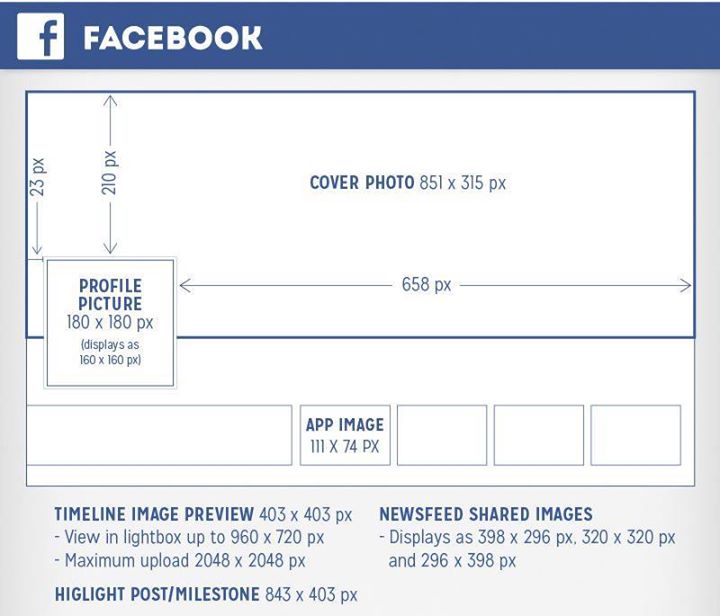 f FACEBOOK
23 px
210 px
COVER PHOTO 851 x 315 px
658 px
PROFILE
PICTURE
180 x 180 px
(displays as
160 x 160 px)
APP IMAGE
111 X 74 PX
TIMELINE IMAGE PREVIEW 403 x 403 px
- View in lightbox up to 960 x 720 px
- Maximum upload 2048 x 2048 px
HIGLIGHT POST/MILESTONE 843 x 403 px
NEWSFEED SHARED IMAGES
- Displays as 398 x 296 px, 320 x 320 px
and 296 x 398 px